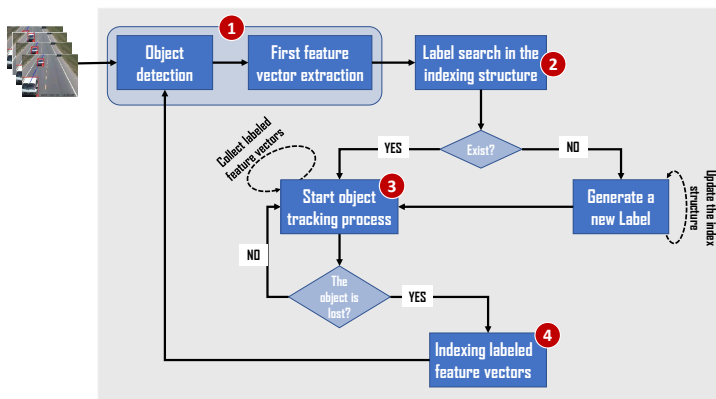 1
Object
detection
First feature
vector extraction
Label search in the
indexing structure
2
Exist?
YES
NO
Collect labeled
feature vectors
3
Start object
tracking process
Generate a
new Label
Update the index
structure
NO
The
object is
lost?
YES
4
Indexing labeled
feature vectors